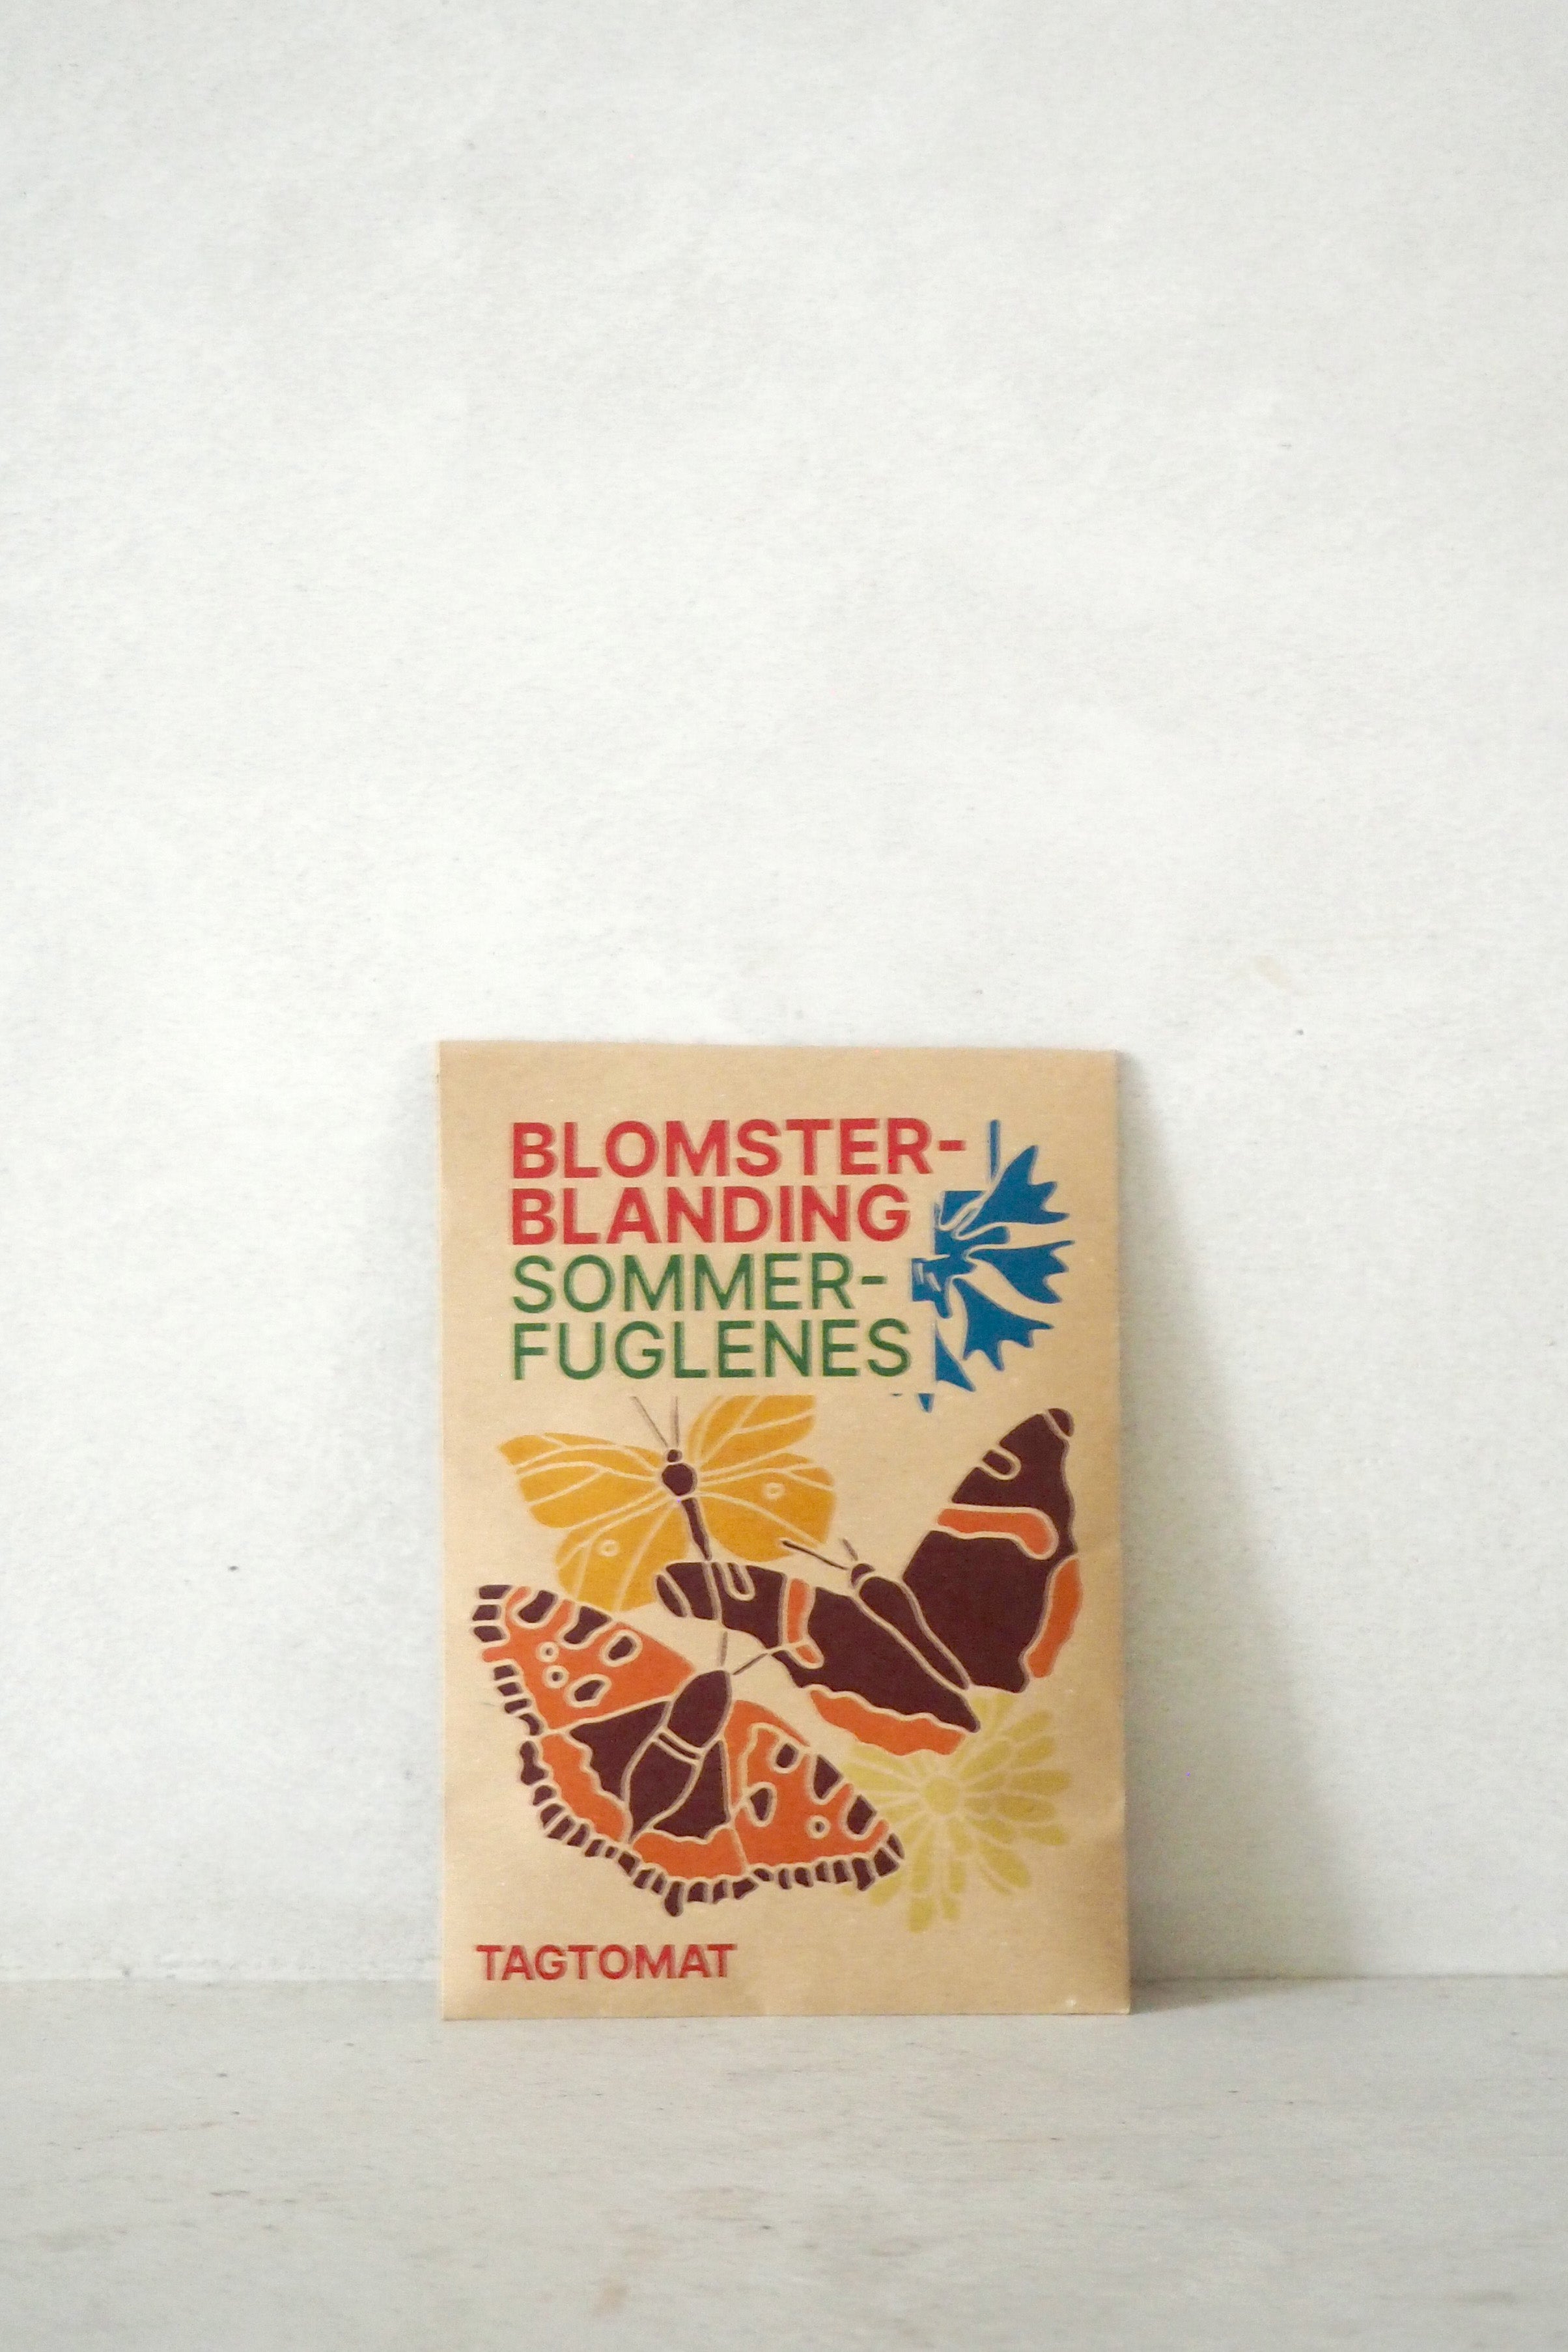 BLOMSTER-
BLANDING
SOMMER-
FUGLENES
TAGTOMAT